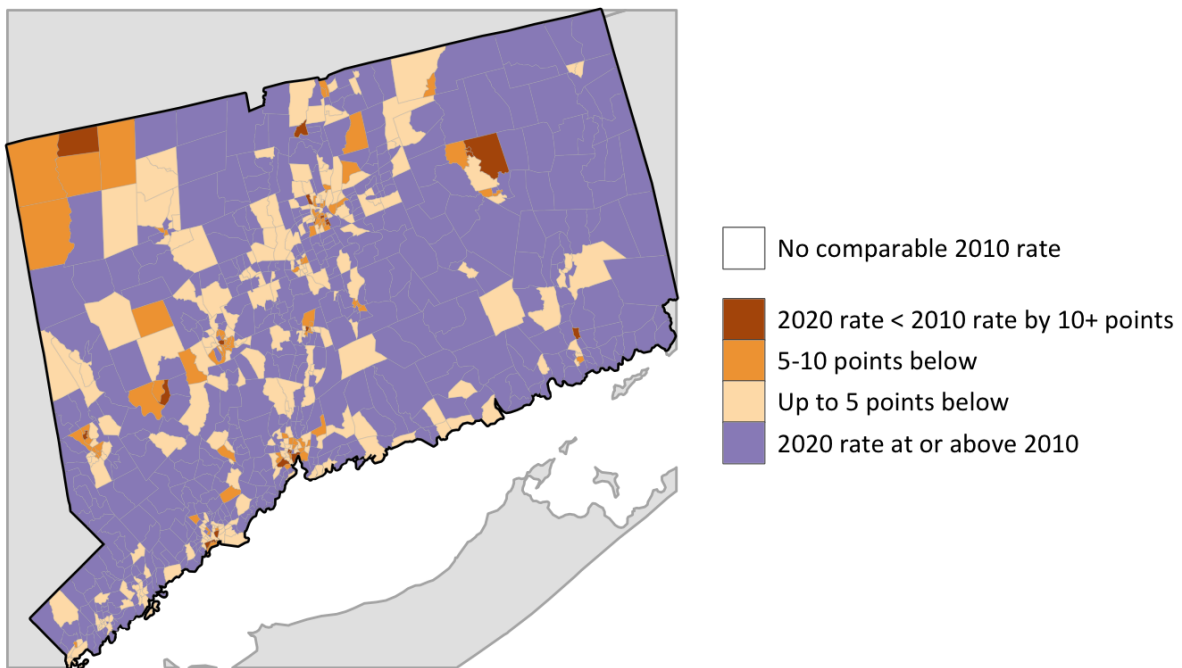 No comparable 2010 rate
2020 rate < 2010 rate by 10+ points
5-10 points below
Up to 5 points below
2020 rate at or above 2010